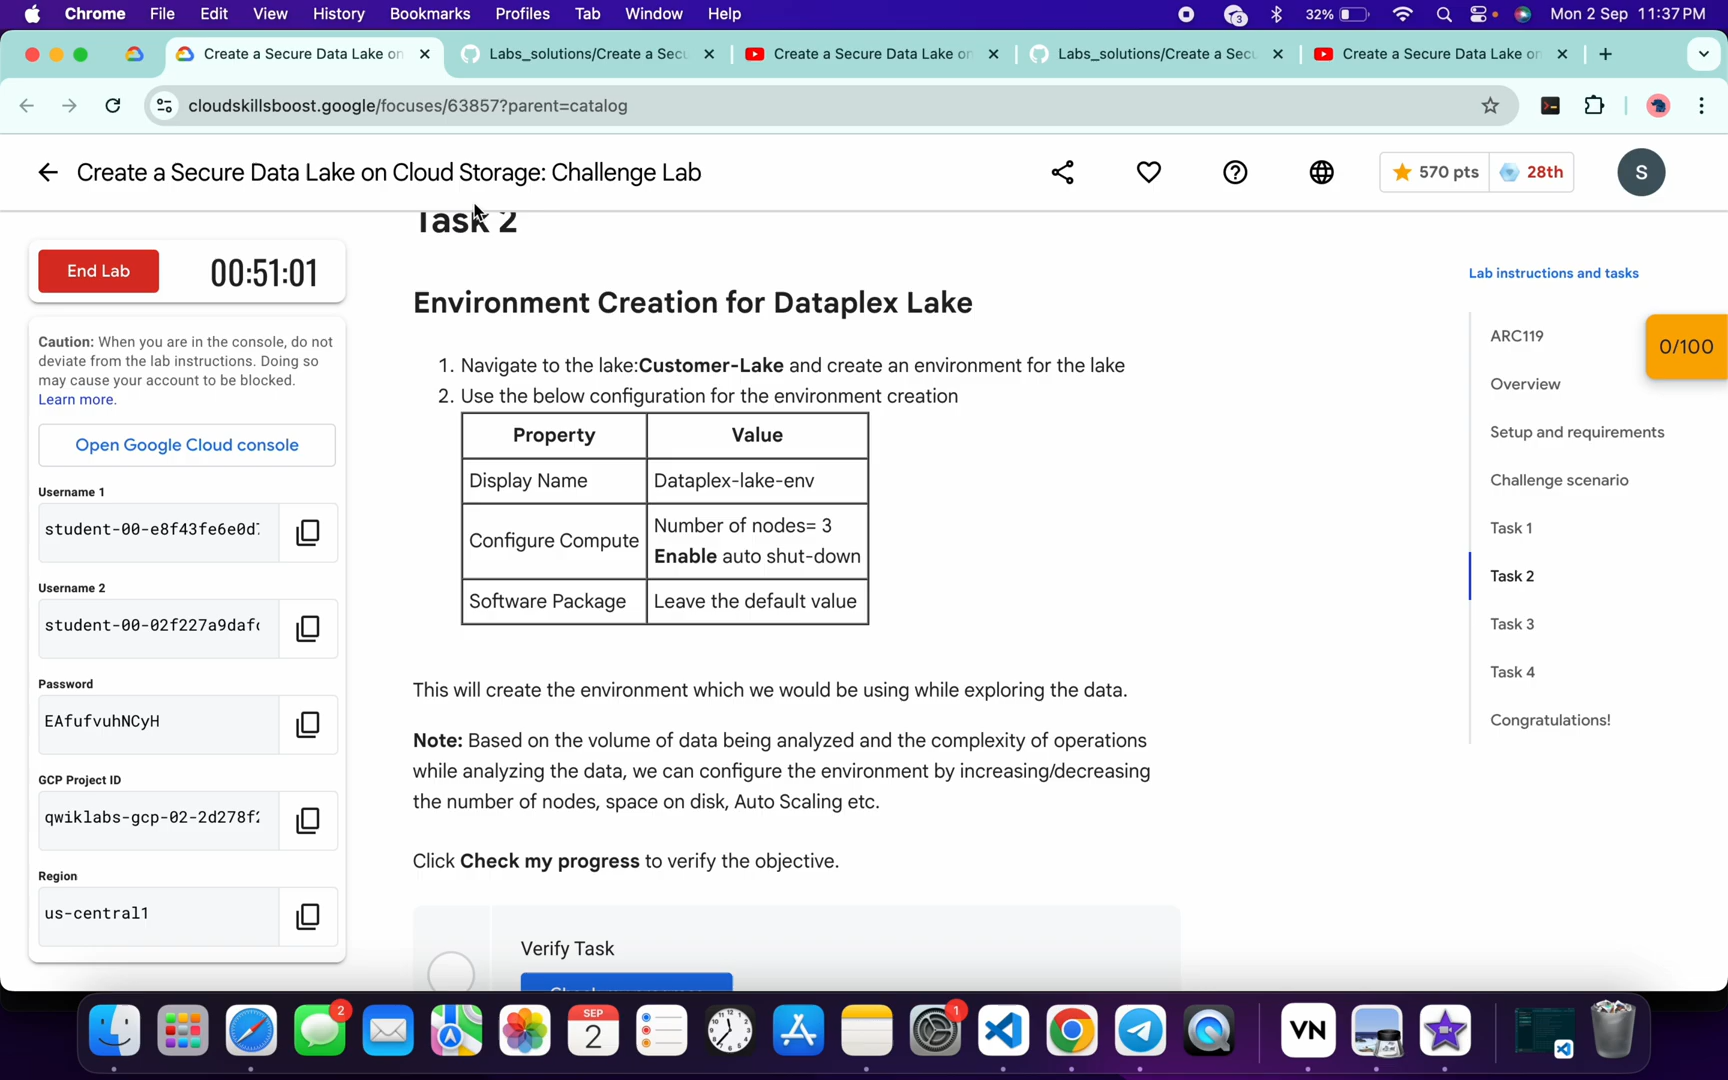 Chrome File Edit View History Bookmarks Profiles Tab Window Help 3 32% Mon 2 Sep 11:37 PM
Create a Secure Data Lake on Labs_solutions/Create a Secu Create a Secure Data Lake on Labs_solutions/Create a Secu Create a Secure Data Lake on
cloudskillsboost.google/focuses/63857?parent=catalog
Create a Secure Data Lake on Cloud Storage: Challenge Lab 570 pts 28th S
Task 2
End Lab 00:51:01
Lab instructions and tasks
Environment Creation for Dataplex Lake
Caution: When you are in the console, do not
deviate from the lab instructions. Doing so
may cause your account to be blocked.
Learn more.
Open Google Cloud console
Username 1
student-00-e8f43fe6e0d
Username 2
student-00-02f227a9daf
Password
EAfufvuhNCyH
GCP Project ID
qwiklabs-gcp-02-2d278f
Region
us-central1
1. Navigate to the lake:Customer-Lake and create an environment for the lake
2. Use the below configuration for the environment creation
Property Value
Display Name Dataplex-lake-env
Configure Compute Number of nodes= 3
Enable auto shut-down
Software Package Leave the default value
This will create the environment which we would be using while exploring the data.
Note: Based on the volume of data being analyzed and the complexity of operations
while analyzing the data, we can configure the environment by increasing/decreasing
the number of nodes, space on disk, Auto Scaling etc.
Click Check my progress to verify the objective.
Verify Task
Check my progress
ARC119
0/100
Overview
Setup and requirements
Challenge scenario
Task 1
Task 2
Task 3
Task 4
Congratulations!
2 SEP 2 1 VN